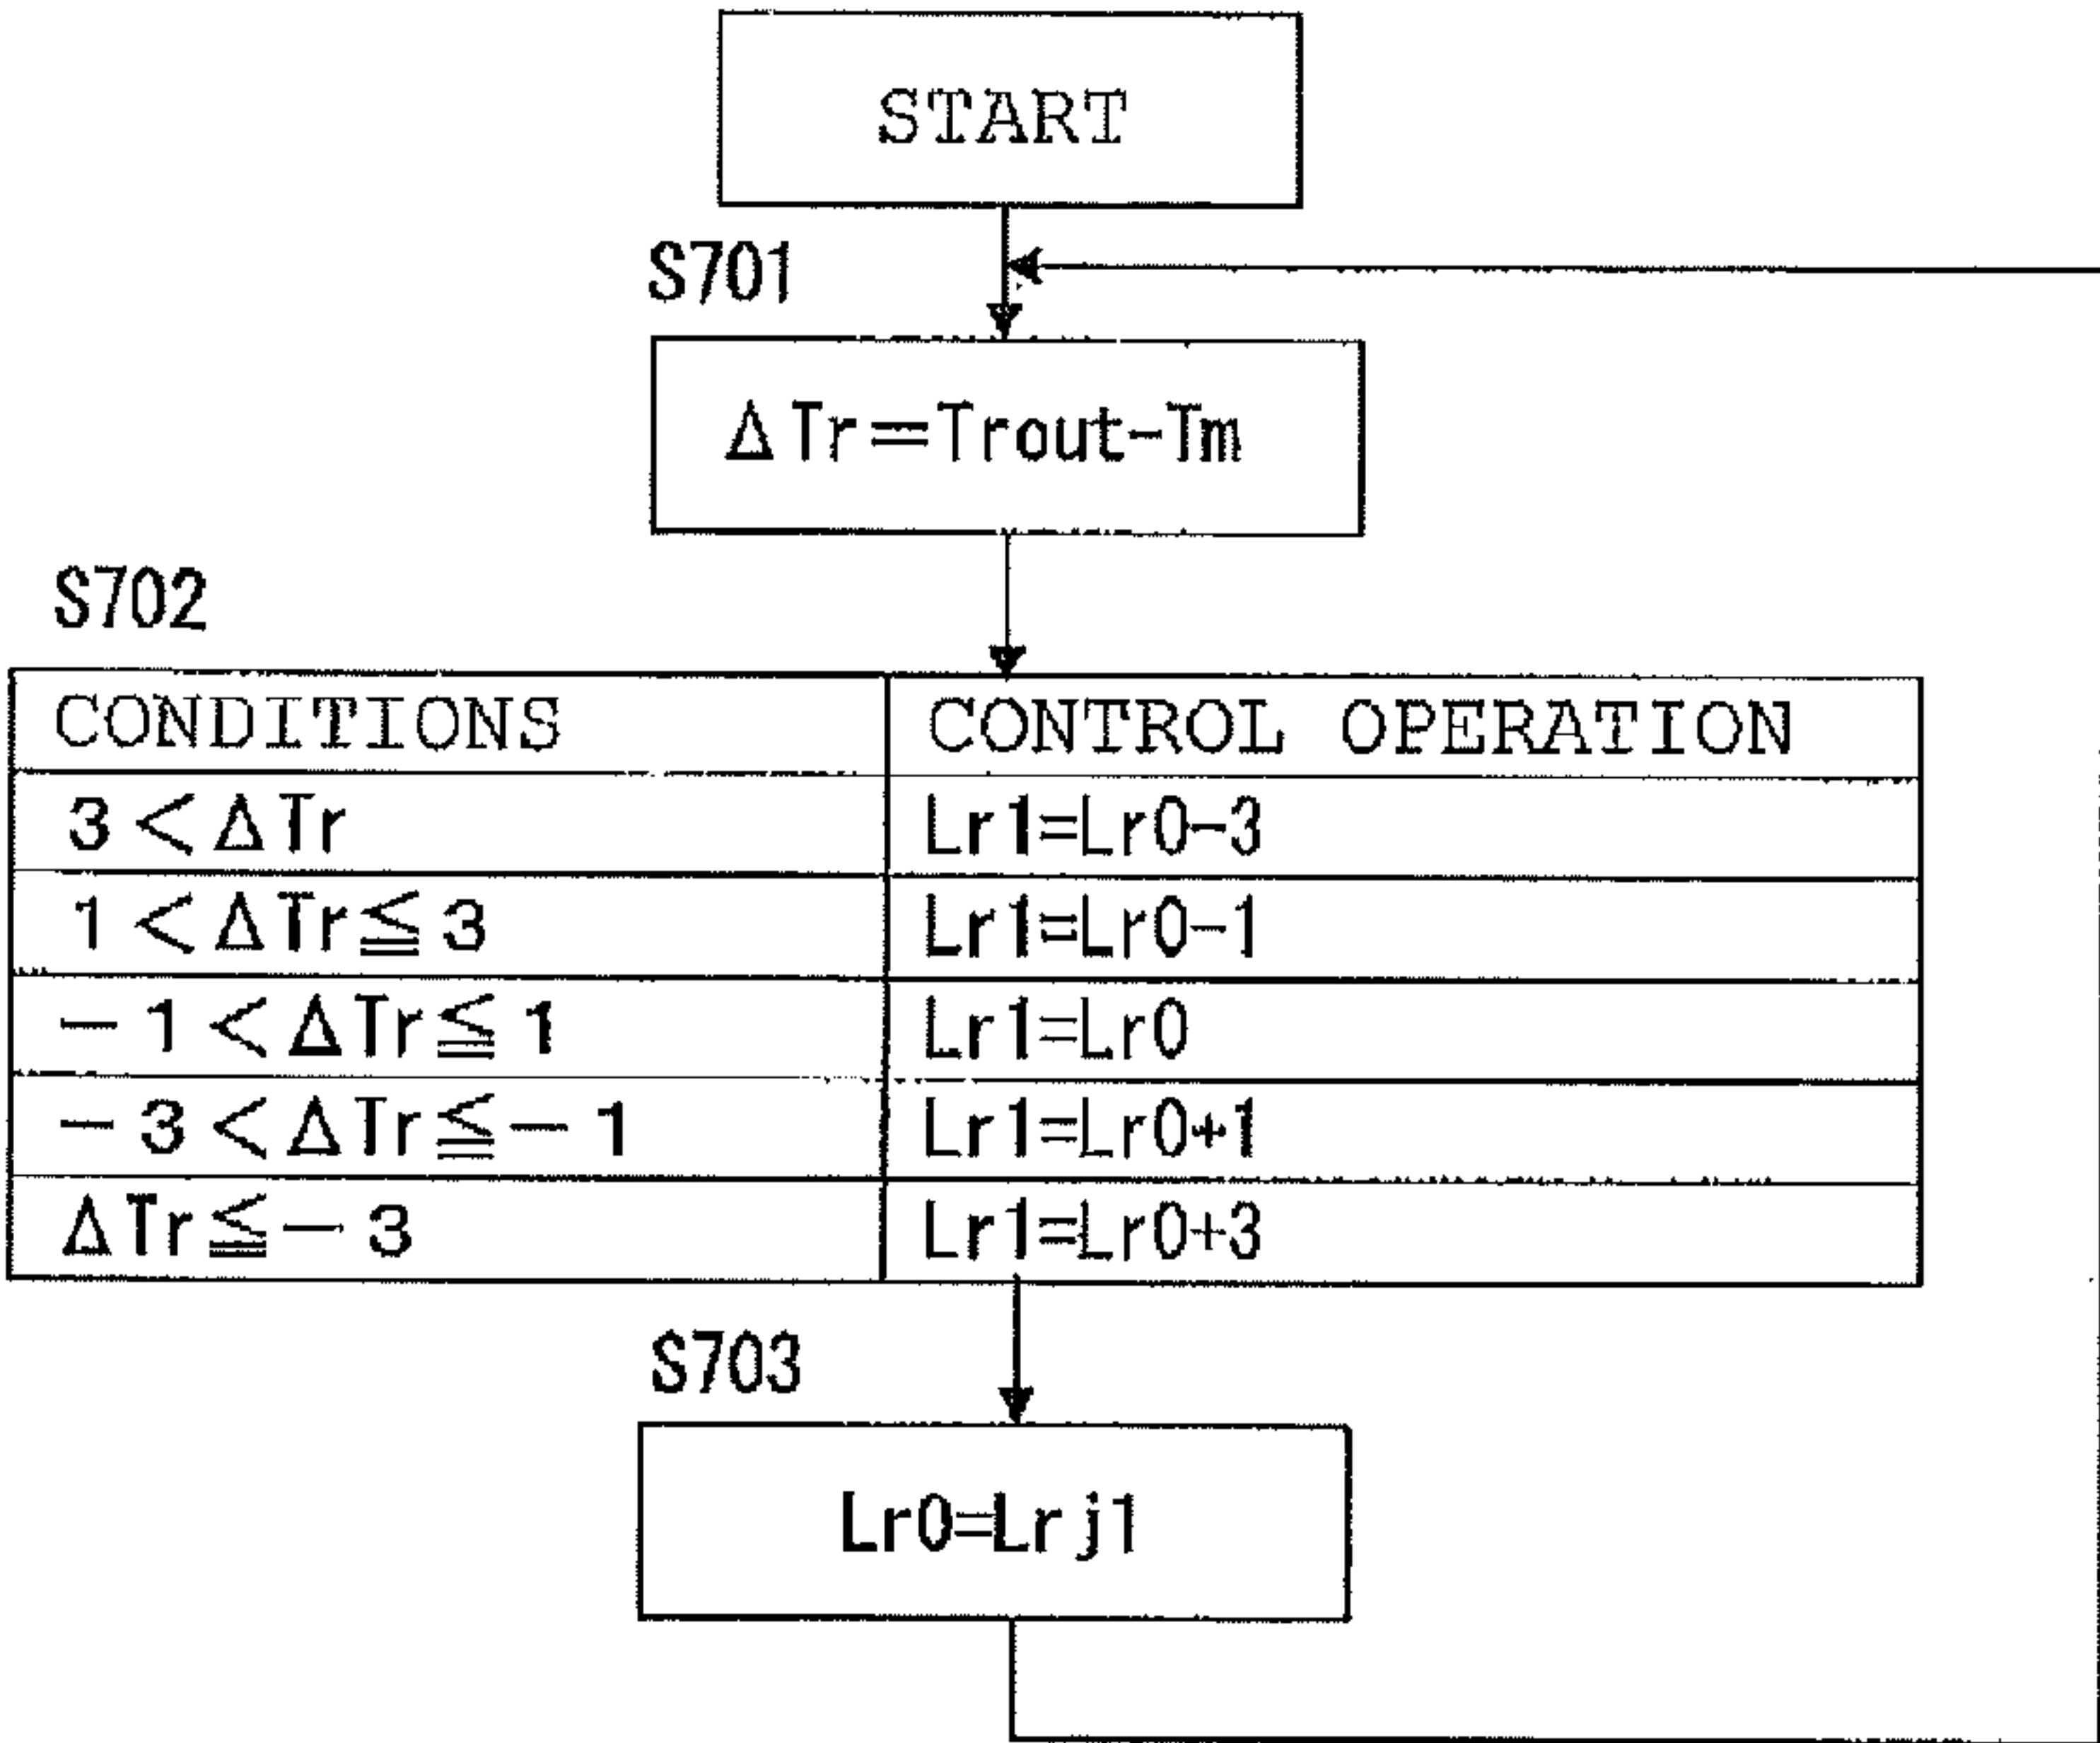 START
S701
ΔTr=Trout-Tm
S702
CONDITIONS CONTROL OPERATION
3<ΔTr Lr1=Lr0-3
1<ΔTr≦3 Lr1=Lr0-1
-1<ΔTr≦1 Lr1=Lr0
-3<ΔTr≦-1 Lr1=Lr0+1
ΔTr≦-3 Lr1=Lr0+3
S703
Lr0=Lrj1